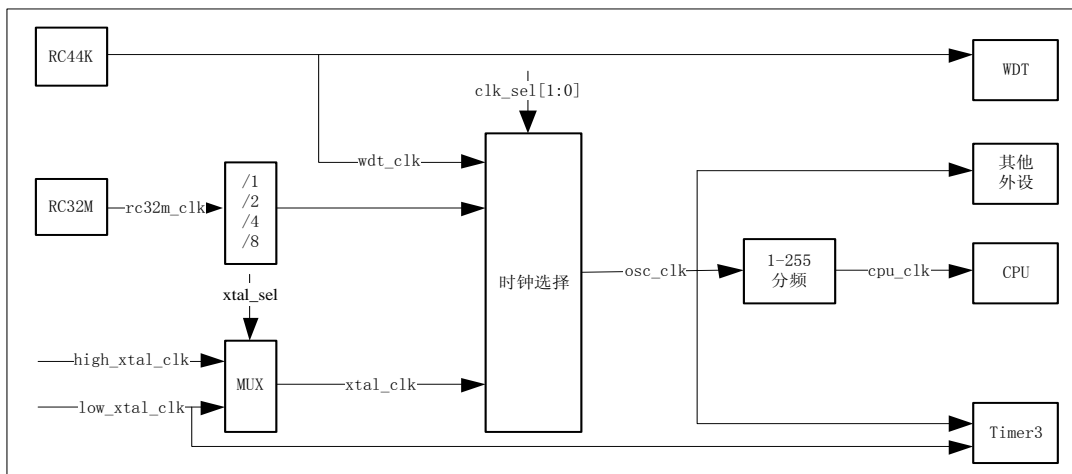 RC44K
WDT
clk_sel[1:0]
wdt_clk
其他
外设
RC32M
rc32m_clk
/1
/2
/4
/8
时钟选择
osc_clk
1-255
分频
cpu_clk
CPU
xtal_sel
high_xtal_clk
MUX
xtal_clk
low_xtal_clk
Timer3